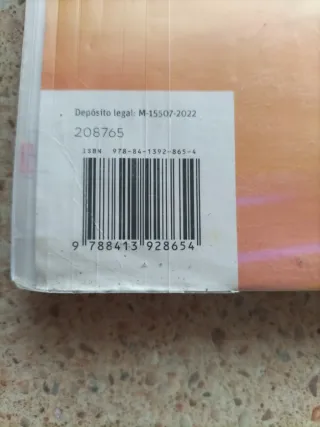 Depósito legal: M-15507-2022
208765
ISBN 978-84-1392-865-4
9 788413 928654